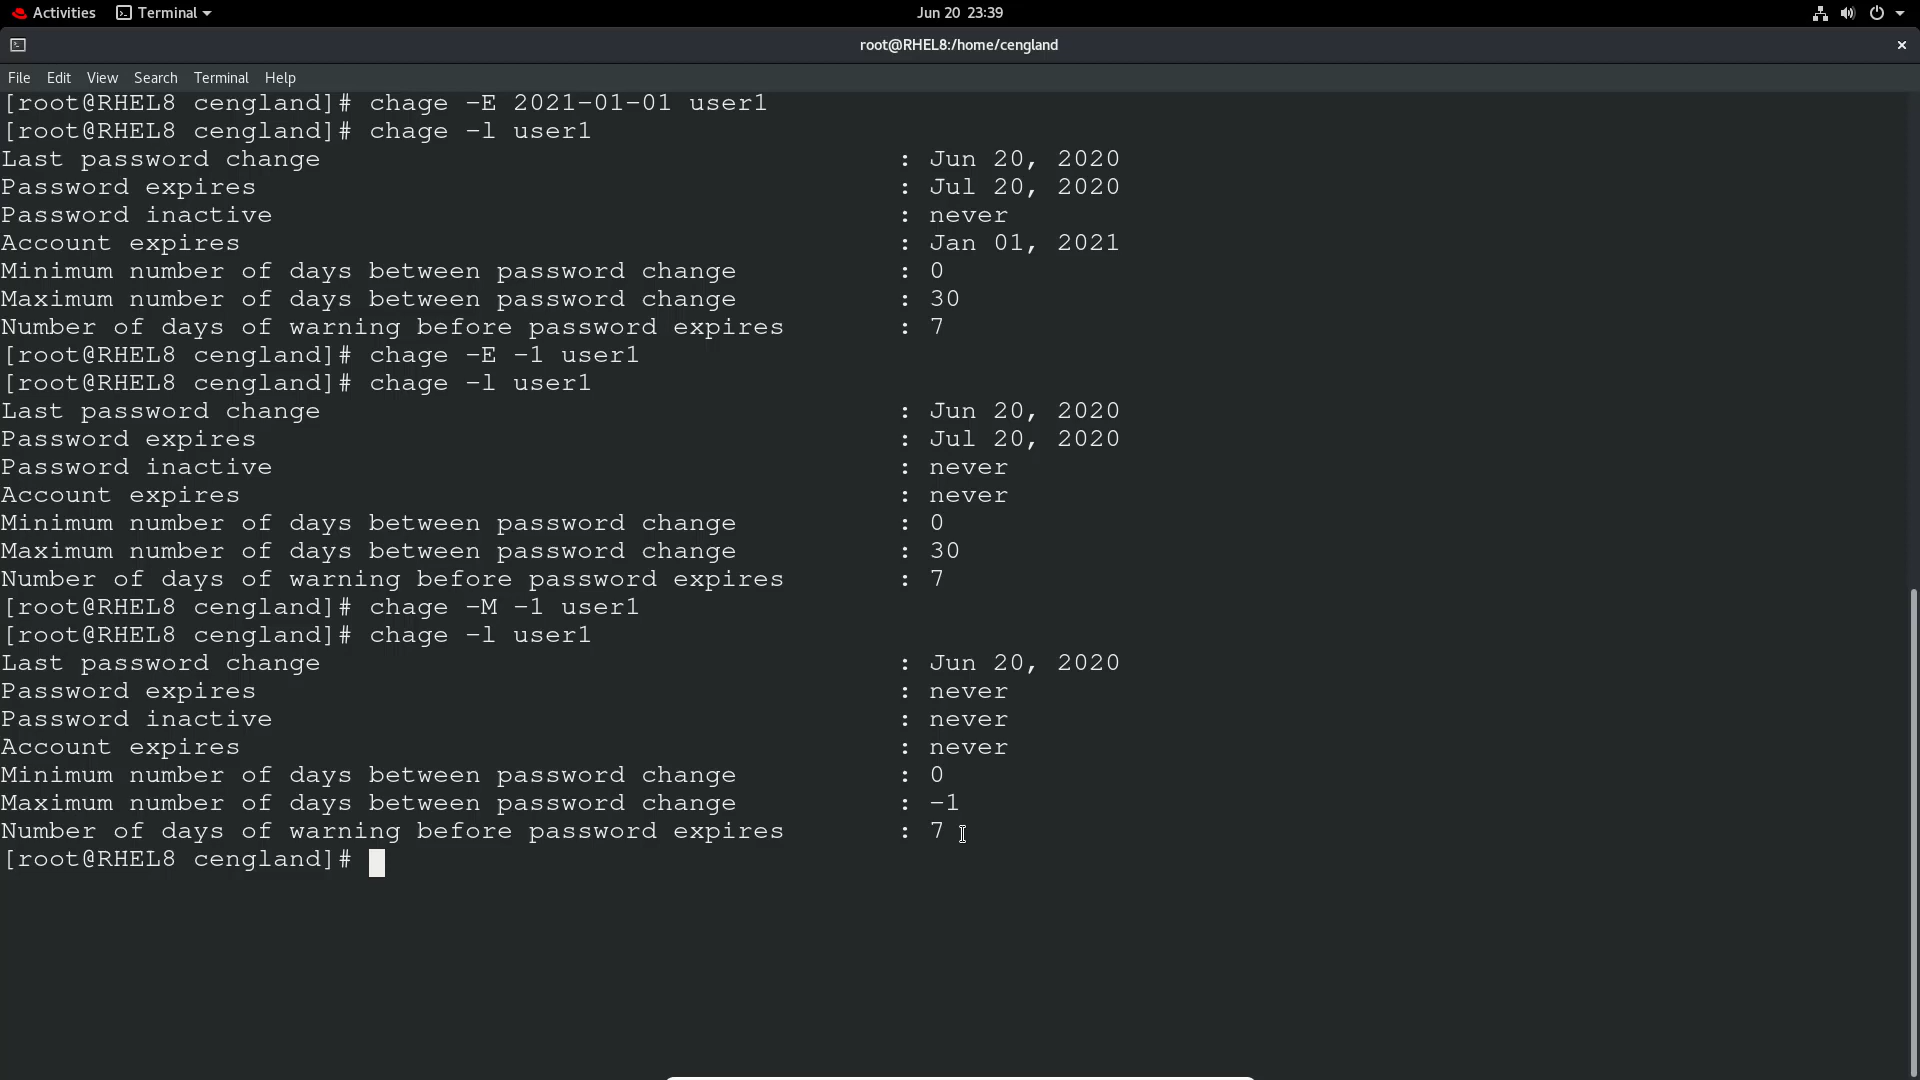 Activities Terminal Jun 20 23:39
root@RHEL8:/home/cengland
File Edit View Search Terminal Help
[root@RHEL8 cengland]# chage -E 2021-01-01 user1
[root@RHEL8 cengland]# chage -l user1
Last password change : Jun 20, 2020
Password expires : Jul 20, 2020
Password inactive : never
Account expires : Jan 01, 2021
Minimum number of days between password change : 0
Maximum number of days between password change : 30
Number of days of warning before password expires : 7
[root@RHEL8 cengland]# chage -E -1 user1
[root@RHEL8 cengland]# chage -l user1
Last password change : Jun 20, 2020
Password expires : Jul 20, 2020
Password inactive : never
Account expires : never
Minimum number of days between password change : 0
Maximum number of days between password change : 30
Number of days of warning before password expires : 7
[root@RHEL8 cengland]# chage -M -1 user1
[root@RHEL8 cengland]# chage -l user1
Last password change : Jun 20, 2020
Password expires : never
Password inactive : never
Account expires : never
Minimum number of days between password change : 0
Maximum number of days between password change : -1
Number of days of warning before password expires : 7
[root@RHEL8 cengland]#